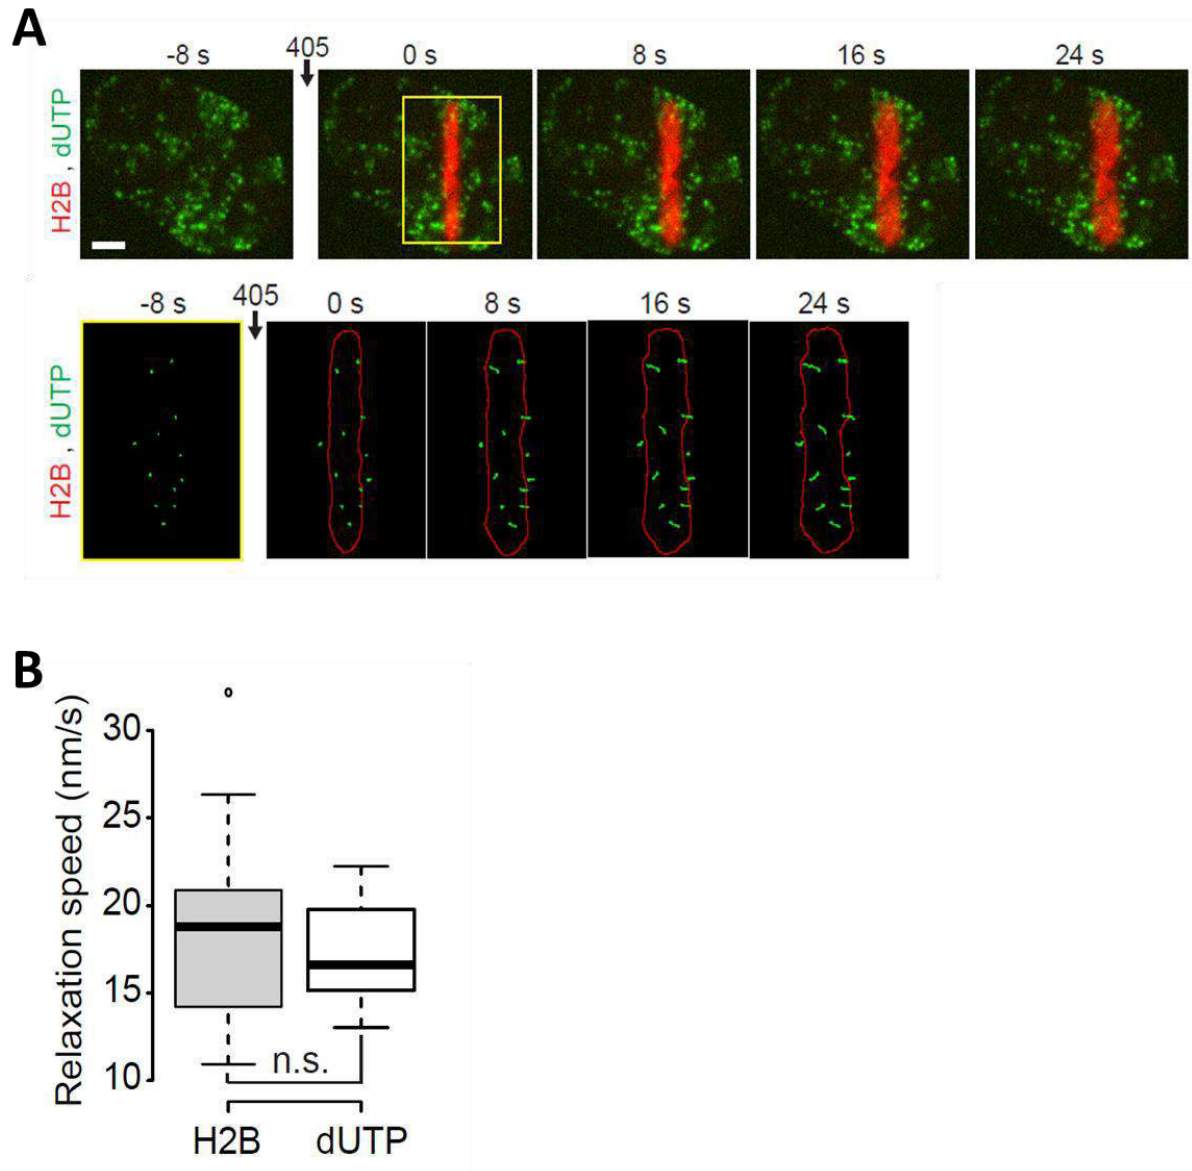 A
-8 s 405 0 s 8 s 16 s 24 s
H2B , dUTP
-8 s 405 0 s 8 s 16 s 24 s
H2B , dUTP
B
Relaxation speed (nm/s)
30
25
20
15
10
n.s.
H2B dUTP